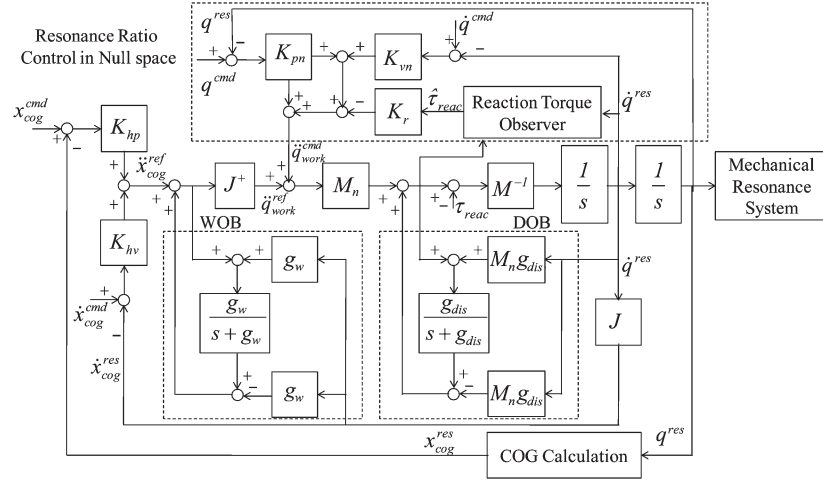 q^res
Resonance Ratio
Control in Null space
q^cmd
+
−
K_pn
+
+
K_vn
+
−
q̇^cmd
+
+
+
−
K_r
τ̂_reac
Reaction Torque
Observer
q̇^res
x_cog^cmd
+
−
K_hp
ẍ_cog^ref
+
+
+
+
J^+
q̈_work^ref
q̈_work^cmd
+
+
M_n
+
+
+
−
τ_reac
M^−1
1/s
1/s
Mechanical
Resonance
System
K_hv
+
−
ẋ_cog^cmd
ẋ_cog^res
WOB
+
+
g_w
g_w/(s + g_w)
+
−
g_w
DOB
+
+
M_n g_dis
g_dis/(s + g_dis)
+
−
M_n g_dis
q̇^res
J
x_cog^res
COG Calculation
q^res